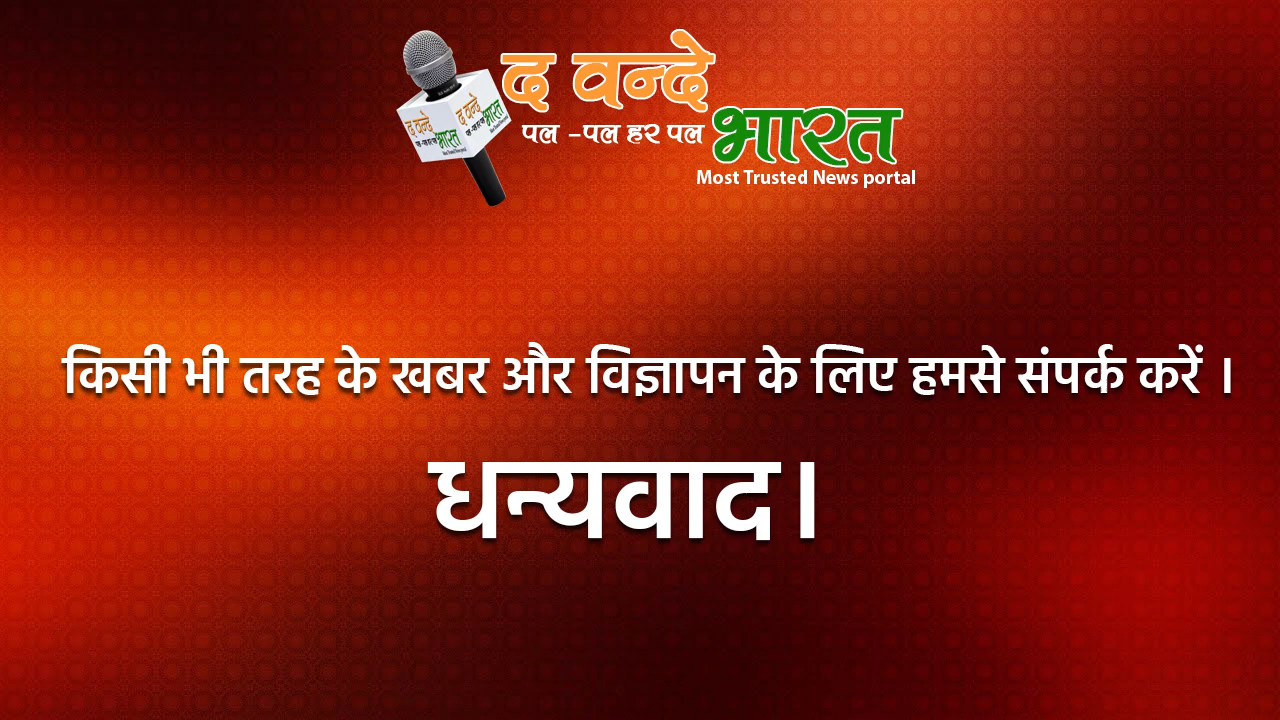 द वन्दे
पल -पल हर पल
भारत
Most Trusted News portal
किसी भी तरह के खबर और विज्ञापन के लिए हमसे संपर्क करें ।
धन्यवाद।